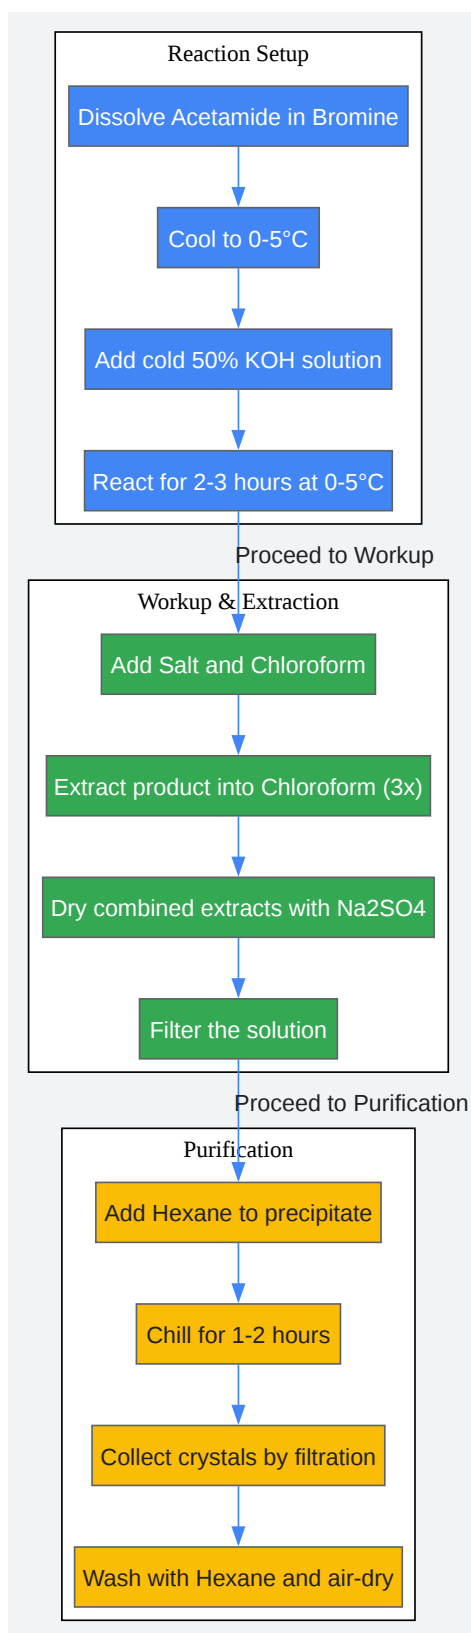 Reaction Setup
Dissolve Acetamide in Bromine
Cool to 0-5°C
Add cold 50% KOH solution
React for 2-3 hours at 0-5°C
Proceed to Workup
Workup & Extraction
Add Salt and Chloroform
Extract product into Chloroform (3x)
Dry combined extracts with Na2SO4
Filter the solution
Proceed to Purification
Purification
Add Hexane to precipitate
Chill for 1-2 hours
Collect crystals by filtration
Wash with Hexane and air-dry